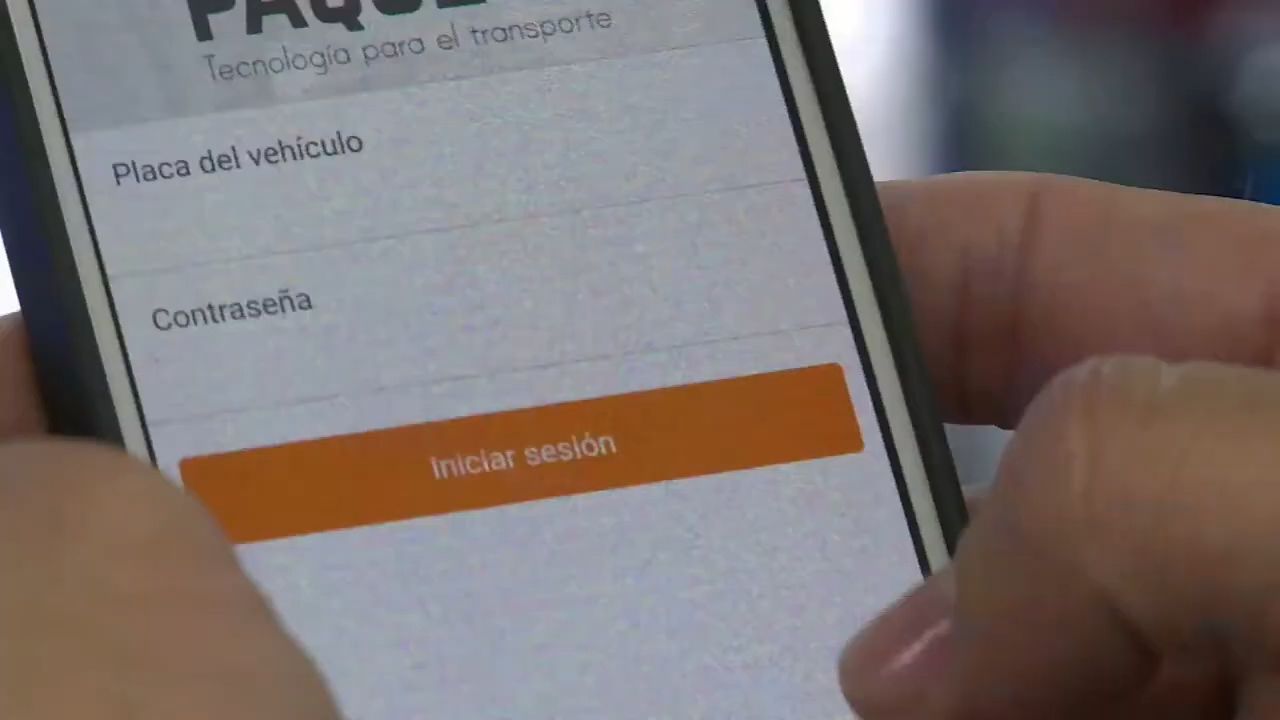 Tecnología para el transporte
Placa del vehículo
Contraseña
Iniciar sesión